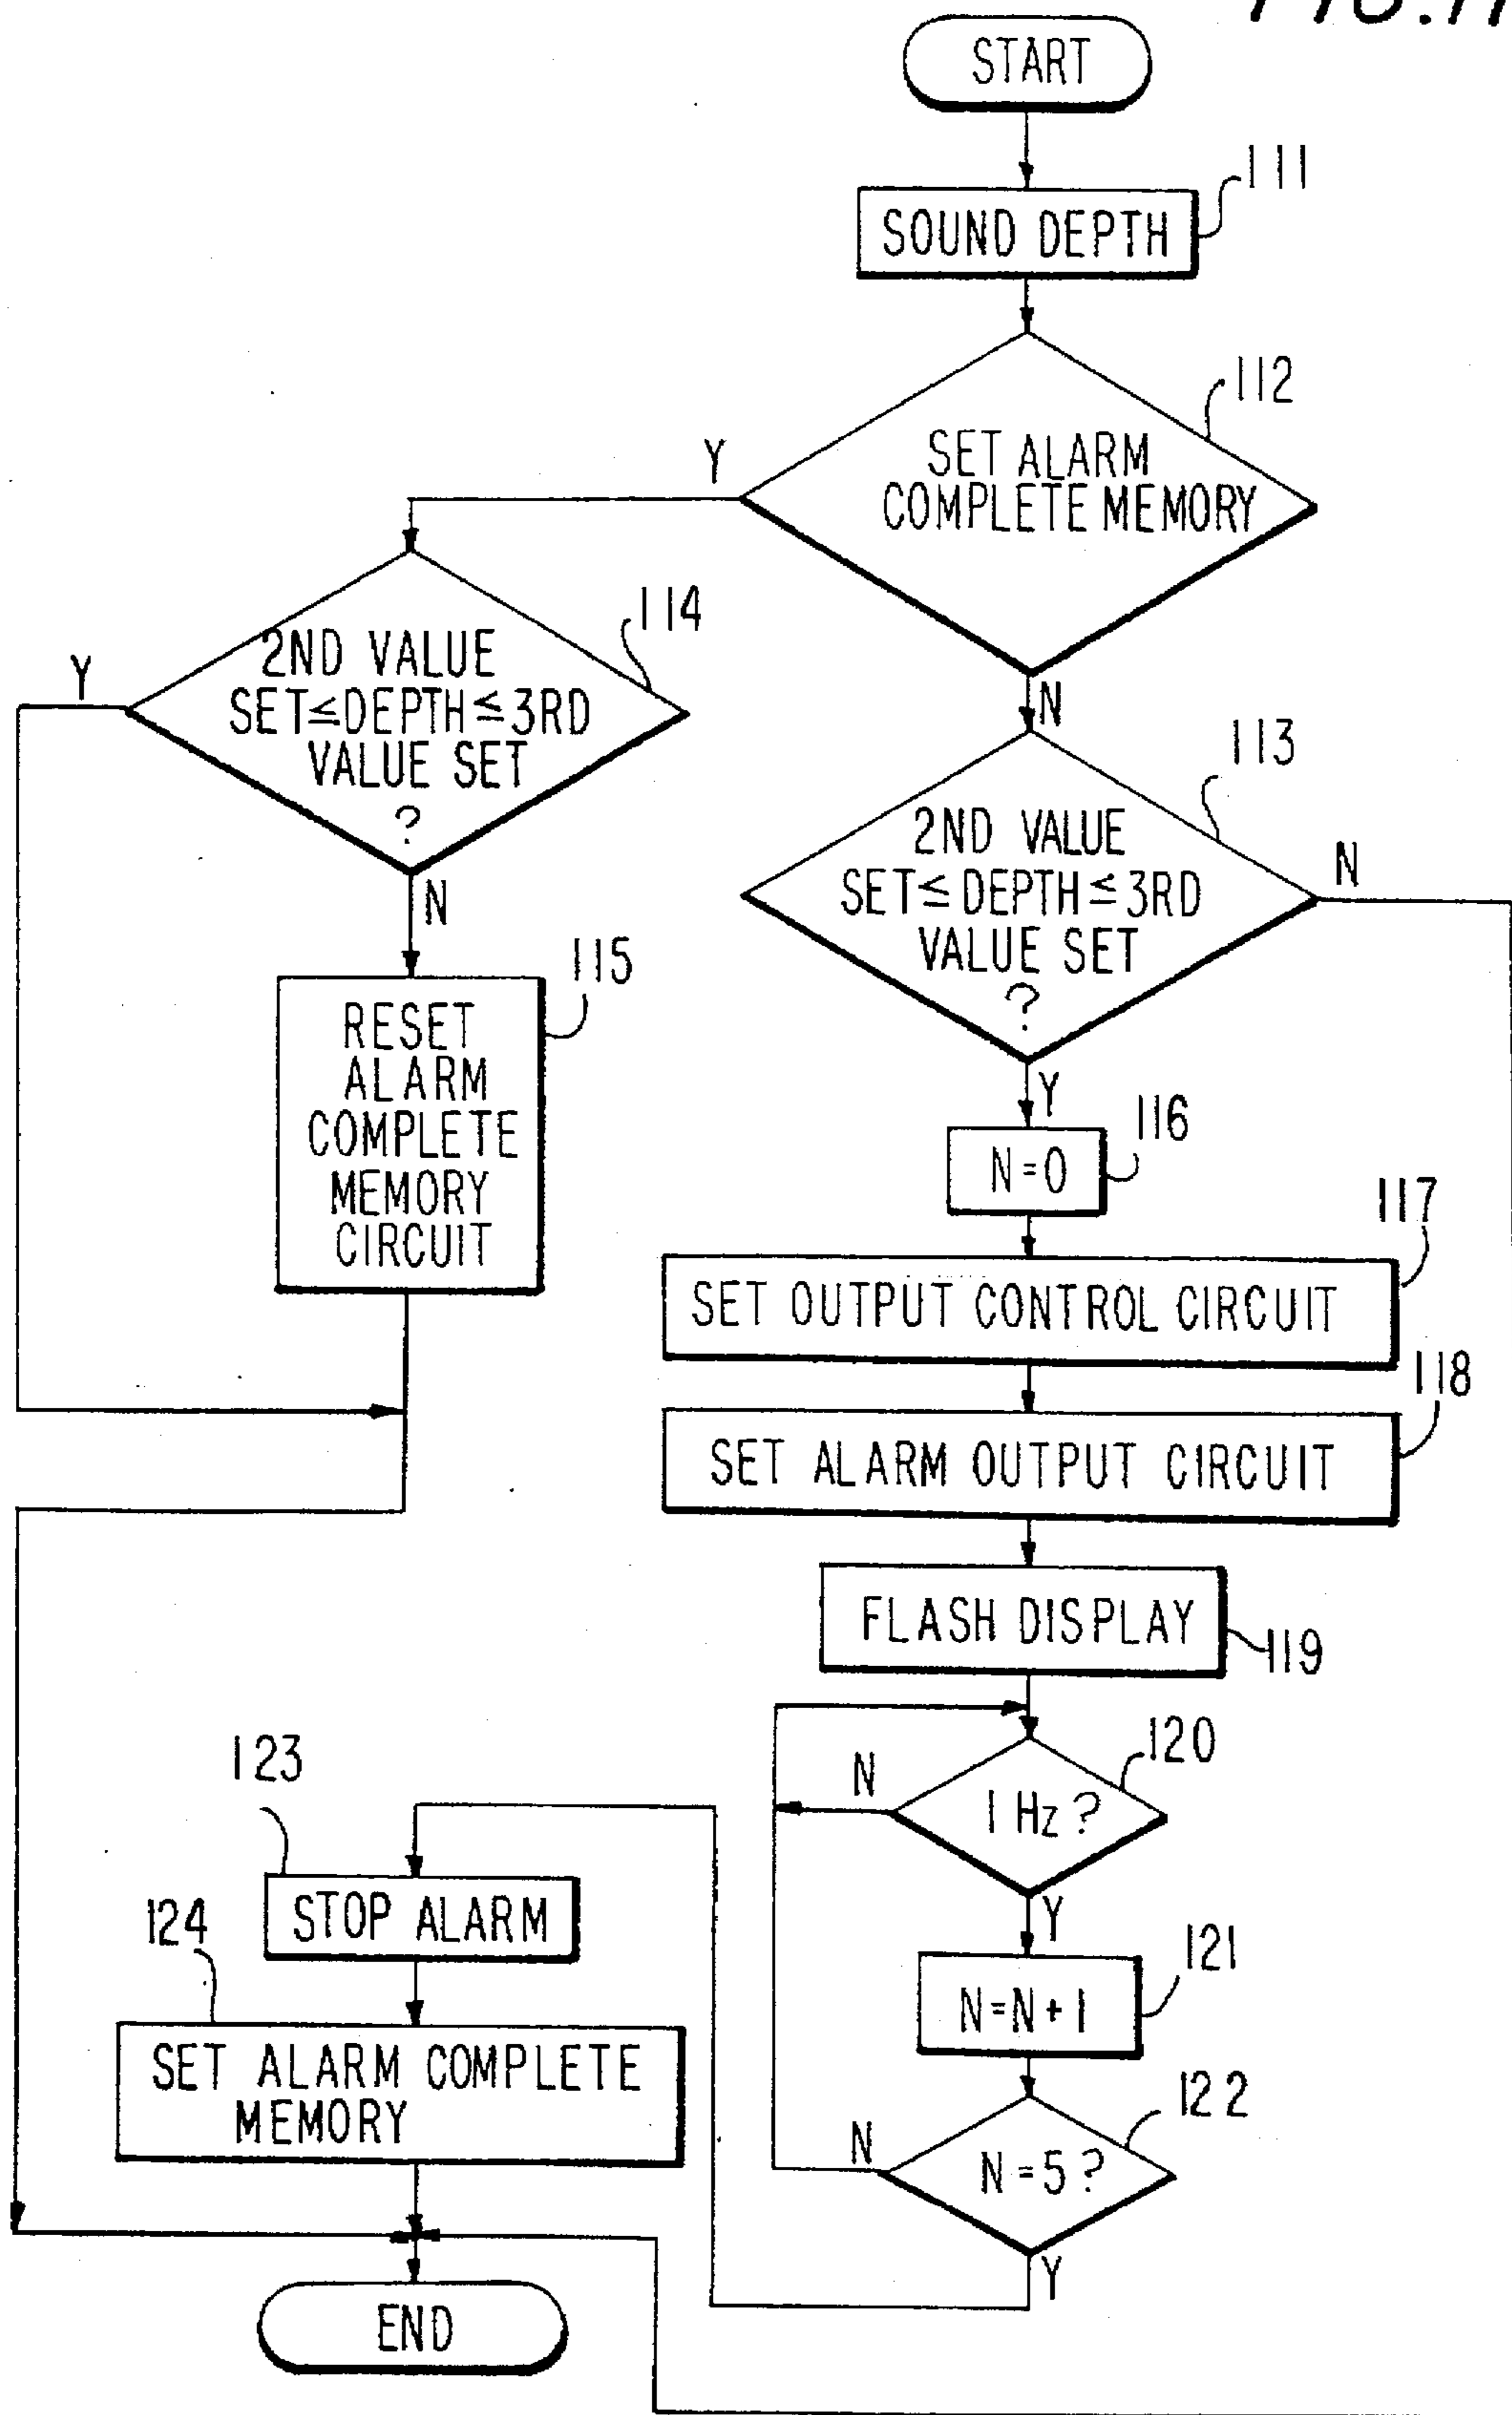 FIG.11
START
111
SOUND DEPTH
112
SET ALARM
COMPLETE MEMORY
Y
N
114
2ND VALUE
SET≤DEPTH≤3RD
VALUE SET
?
Y
N
113
2ND VALUE
SET≤DEPTH≤3RD
VALUE SET
?
N
Y
115
RESET
ALARM
COMPLETE
MEMORY
CIRCUIT
116
N=0
117
SET OUTPUT CONTROL CIRCUIT
118
SET ALARM OUTPUT CIRCUIT
FLASH DISPLAY
119
120
1 Hz?
N
Y
121
N=N+1
122
N=5?
N
Y
123
STOP ALARM
124
SET ALARM COMPLETE
MEMORY
END